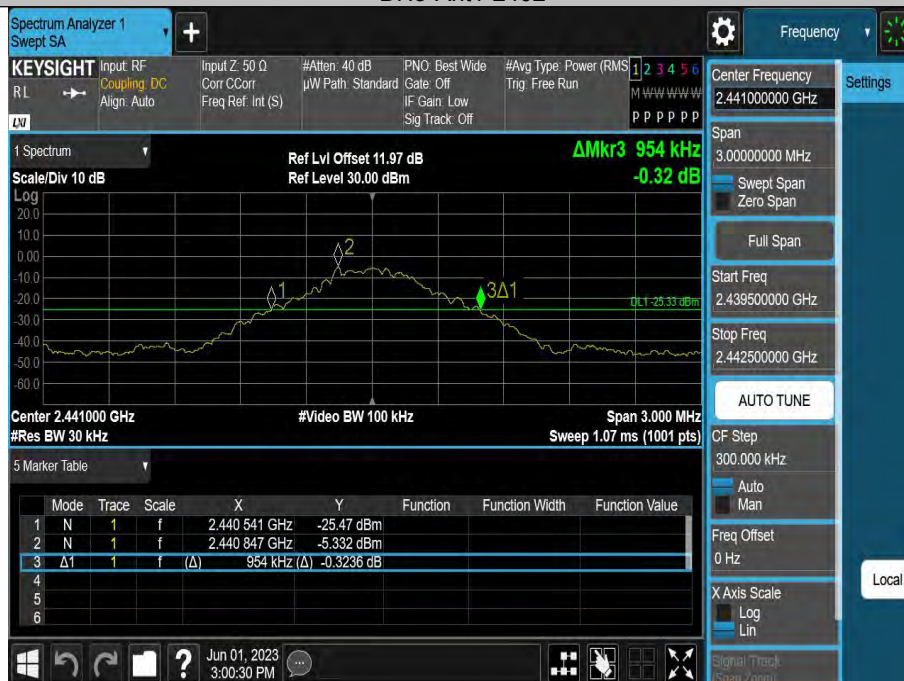 Spectrum Analyzer 1
Swept SA
Frequency
KEYSIGHT
RL
LXI
Input: RF
Coupling: DC
Align: Auto
Input Z: 50 Ω
Corr CCorr
Freq Ref: Int (S)
#Atten: 40 dB
µW Path: Standard
PNO: Best Wide
Gate: Off
IF Gain: Low
Sig Track: Off
#Avg Type: Power (RMS
Trig: Free Run
1 2 3 4 5 6
M W W W W W
P P P P P P
1 Spectrum
Scale/Div 10 dB
Ref Lvl Offset 11.97 dB
Ref Level 30.00 dBm
ΔMkr3 954 kHz
-0.32 dB
Log
20.0
10.0
0.00
-10.0
-20.0
-30.0
-40.0
-50.0
-60.0
1
2
3Δ1
DL1 -25.33 dBm
Center 2.441000 GHz
#Video BW 100 kHz
Span 3.000 MHz
#Res BW 30 kHz
Sweep 1.07 ms (1001 pts)
5 Marker Table
Mode Trace Scale X Y Function Function Width Function Value
1 N 1 f 2.440 541 GHz -25.47 dBm
2 N 1 f 2.440 847 GHz -5.332 dBm
3 Δ1 1 f (Δ) 954 kHz (Δ) -0.3236 dB
4
5
6
Jun 01, 2023
3:00:30 PM
Center Frequency
2.441000000 GHz
Settings
Span
3.00000000 MHz
Swept Span
Zero Span
Full Span
Start Freq
2.439500000 GHz
Stop Freq
2.442500000 GHz
AUTO TUNE
CF Step
300.000 kHz
Auto
Man
Freq Offset
0 Hz
Local
X Axis Scale
Log
Lin
Signal Track
(Span Zoom)